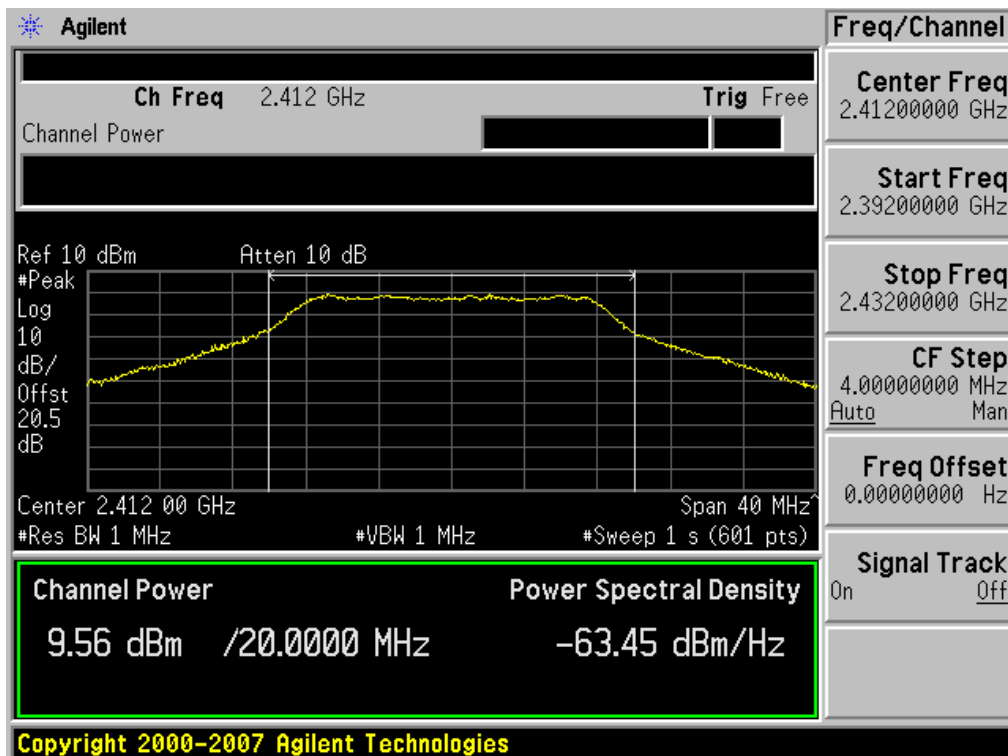 Agilent
Freq/Channel
Ch Freq 2.412 GHz Trig Free
Channel Power
Center Freq
2.41200000 GHz
Start Freq
2.39200000 GHz
Stop Freq
2.43200000 GHz
CF Step
4.00000000 MHz
Auto Man
Freq Offset
0.00000000 Hz
Signal Track
On Off
Ref 10 dBm Atten 10 dB
#Peak
Log
10
dB/
Offst
20.5
dB
Center 2.412 00 GHz Span 40 MHz^
#Res BW 1 MHz #VBW 1 MHz #Sweep 1 s (601 pts)
Channel Power Power Spectral Density
9.56 dBm /20.0000 MHz -63.45 dBm/Hz
Copyright 2000-2007 Agilent Technologies